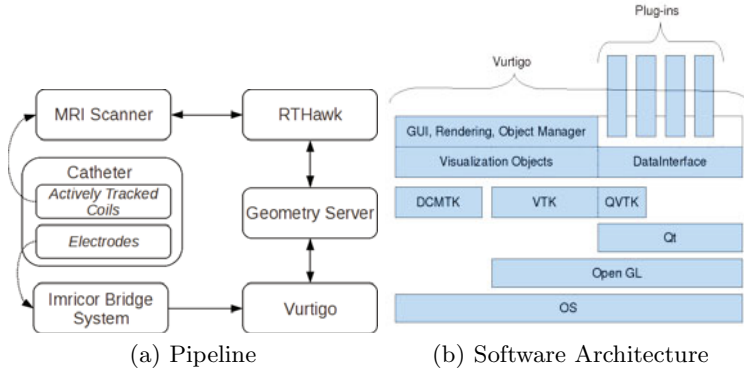 MRI Scanner
RTHawk
Catheter
Actively Tracked
Coils
Electrodes
Geometry Server
Imricor Bridge
System
Vurtigo
(a) Pipeline
Plug-ins
Vurtigo
GUI, Rendering, Object Manager
Visualization Objects
DataInterface
DCMTK
VTK
QVTK
Qt
Open GL
OS
(b) Software Architecture